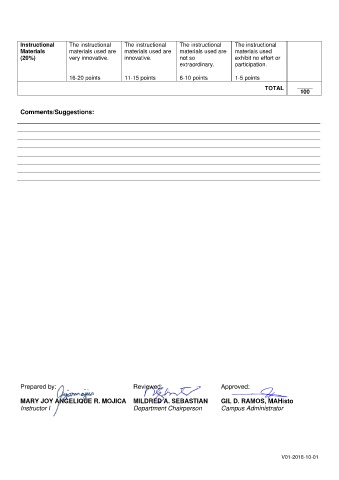 Instructional Materials (20%)
The instructional materials used are very innovative.
16-20 points
The instructional materials used are innovative.
11-15 points
The instructional materials used are not so extraordinary.
6-10 points
The instructional materials used exhibit no effort or participation.
1-5 points
TOTAL
100
Comments/Suggestions:
Prepared by:
Reviewed:
Approved:
MARY JOY ANGELIQUE R. MOJICA
MILDRED A. SEBASTIAN
GIL D. RAMOS, MAHisto
Instructor I
Department Chairperson
Campus Administrator
V01-2018-10-01